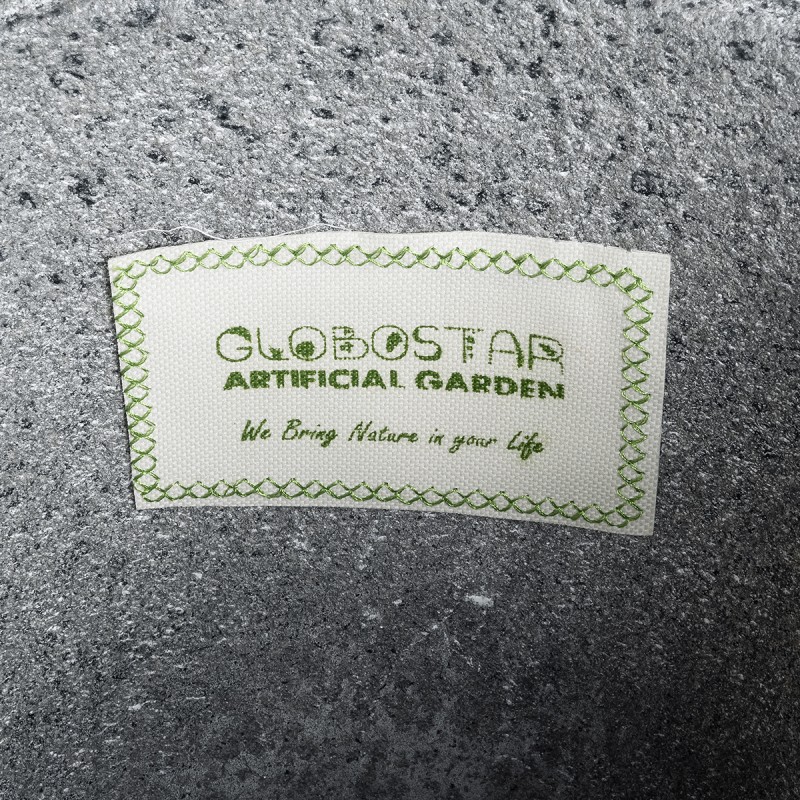 GLOBOSTAR
ARTIFICIAL GARDEN
We Bring Nature in your Life